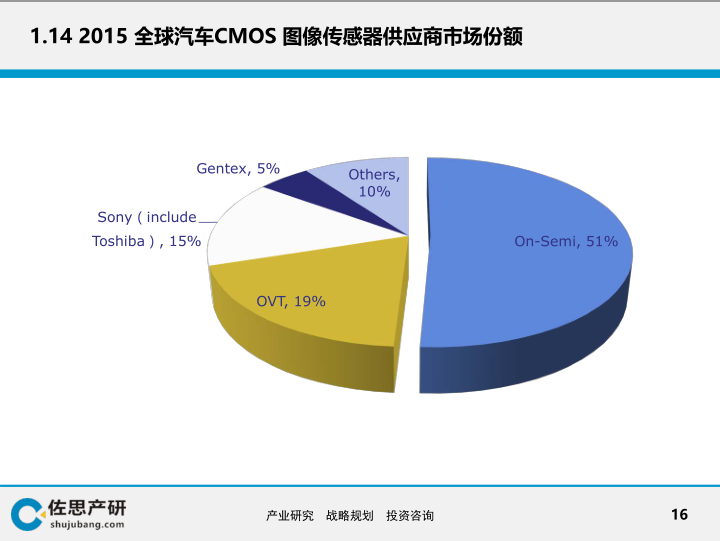 1.14 2015 全球汽车CMOS 图像传感器供应商市场份额
Gentex, 5%
Others,
10%
Sony（include
Toshiba）, 15%
On-Semi, 51%
OVT, 19%
佐思产研
shujubang.com
产业研究 战略规划 投资咨询
16